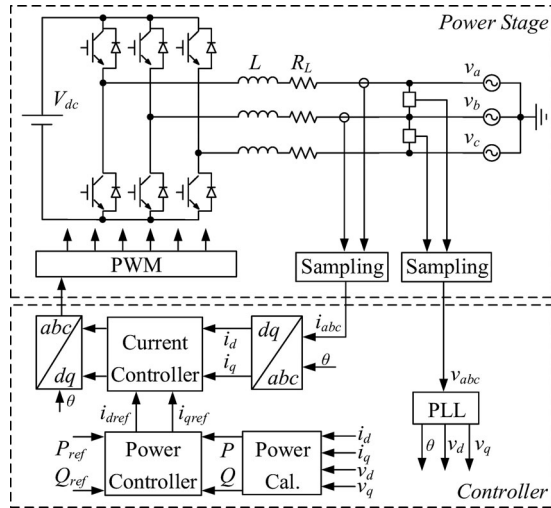 Power Stage
L
R_L
v_a
V_dc
v_b
v_c
PWM
Sampling
Sampling
abc
dq
θ
Current
Controller
i_d
i_q
dq
abc
i_abc
θ
v_abc
PLL
θ
v_d
v_q
i_dref
i_qref
P_ref
Q_ref
Power
Controller
P
Q
Power
Cal.
i_d
i_q
v_d
v_q
Controller